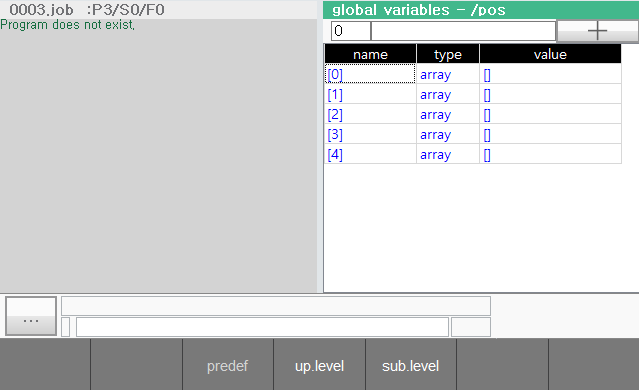 0003.job :P3/S0/F0
Program does not exist.
global variables - /pos
0
+
name type value
[0] array []
[1] array []
[2] array []
[3] array []
[4] array []
...
predef up.level sub.level